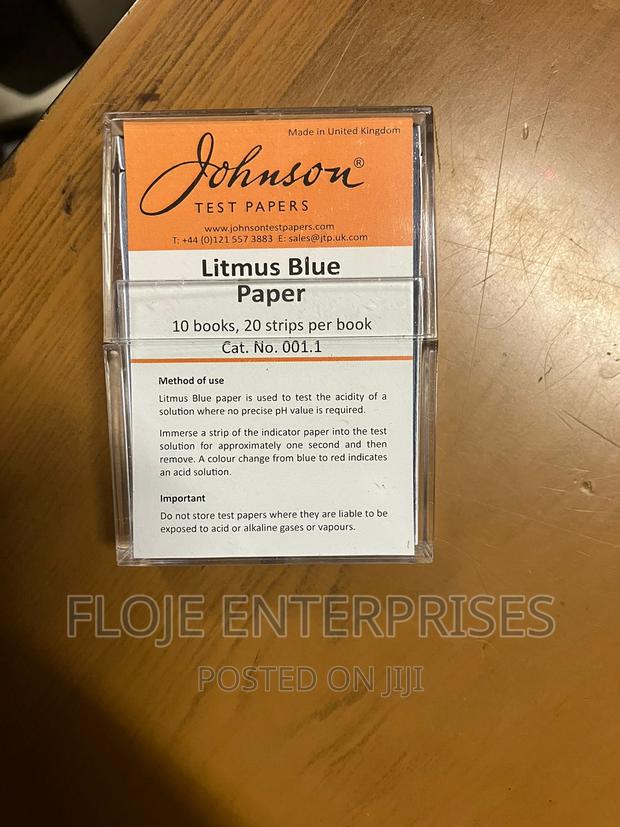 Made in United Kingdom
Johnson®
TEST PAPERS
www.johnsontestpapers.com
T: +44 (0)121 557 3883 E: sales@jtp.uk.com
Litmus Blue
Paper
10 books, 20 strips per book
Cat. No. 001.1
Method of use
Litmus Blue paper is used to test the acidity of a
solution where no precise pH value is required.
Immerse a strip of the indicator paper into the test
solution for approximately one second and then
remove. A colour change from blue to red indicates
an acid solution.
Important
Do not store test papers where they are liable to be
exposed to acid or alkaline gases or vapours.
FLOJE ENTERPRISES
POSTED ON JIJI